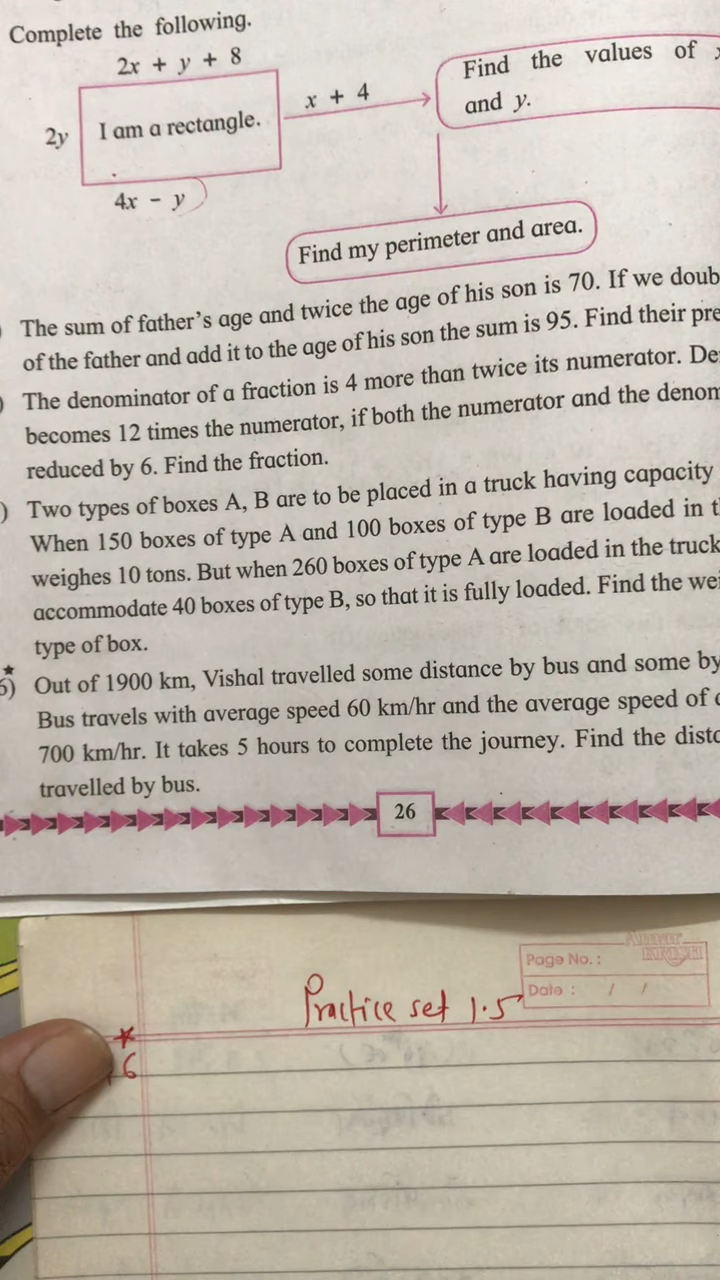 Complete the following.
2x + y + 8
2y
I am a rectangle.
x + 4
4x - y
Find the values of
and y.
Find my perimeter and area.
The sum of father's age and twice the age of his son is 70. If we doub
of the father and add it to the age of his son the sum is 95. Find their pre
The denominator of a fraction is 4 more than twice its numerator. De
becomes 12 times the numerator, if both the numerator and the denom
reduced by 6. Find the fraction.
) Two types of boxes A, B are to be placed in a truck having capacity
When 150 boxes of type A and 100 boxes of type B are loaded in t
weighes 10 tons. But when 260 boxes of type A are loaded in the truck
accommodate 40 boxes of type B, so that it is fully loaded. Find the wei
type of box.
★
6) Out of 1900 km, Vishal travelled some distance by bus and some by
Bus travels with average speed 60 km/hr and the average speed of
700 km/hr. It takes 5 hours to complete the journey. Find the dist
travelled by bus.
26
Page No. :
Date : / /
Practice set 1.5
*
6